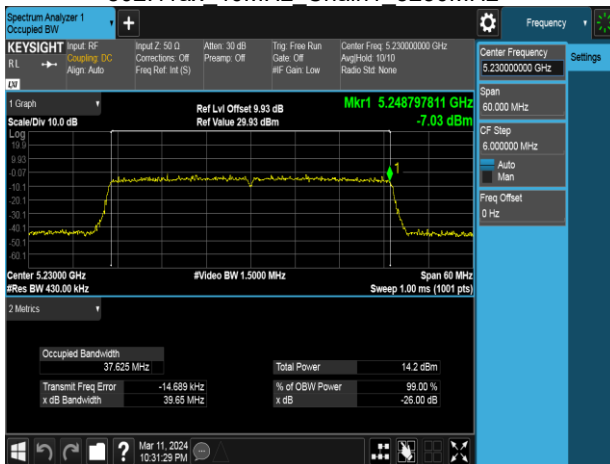 Spectrum Analyzer 1
Occupied BW
+
Frequency
KEYSIGHT
RL
Input: RF
Coupling: DC
Align: Auto
Input Z: 50 Ω
Corrections: Off
Freq Ref: Int (S)
Atten: 30 dB
Preamp: Off
Trig: Free Run
Gate: Off
#IF Gain: Low
Center Freq: 5.230000000 GHz
Avg|Hold: 10/10
Radio Std: None
LXI
Center Frequency
5.230000000 GHz
Settings
Span
60.000 MHz
CF Step
6.000000 MHz
Auto
Man
Freq Offset
0 Hz
1 Graph
Scale/Div 10.0 dB
Ref Lvl Offset 9.93 dB
Ref Value 29.93 dBm
Mkr1 5.248797811 GHz
-7.03 dBm
Log
19.9
9.93
-0.07
-10.1
-20.1
-30.1
-40.1
-50.1
-60.1
1
Center 5.23000 GHz
#Res BW 430.00 kHz
#Video BW 1.5000 MHz
Span 60 MHz
Sweep 1.00 ms (1001 pts)
2 Metrics
Occupied Bandwidth
37.625 MHz
Total Power 14.2 dBm
Transmit Freq Error -14.689 kHz
% of OBW Power 99.00 %
x dB Bandwidth 39.65 MHz
x dB -26.00 dB
?
Mar 11, 2024
10:31:29 PM